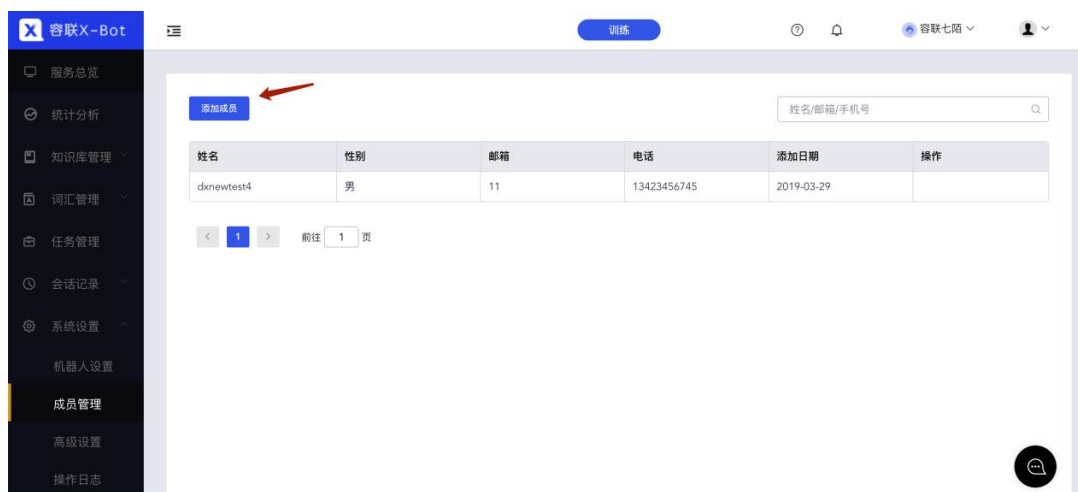 容联X-Bot
训练
容联七陌
服务总览
统计分析
知识库管理
词汇管理
任务管理
会话记录
系统设置
机器人设置
成员管理
高级设置
操作日志
添加成员
姓名/邮箱/手机号
姓名 性别 邮箱 电话 添加日期 操作
dxnewtest4 男 11 13423456745 2019-03-29
< 1 > 前往 1 页